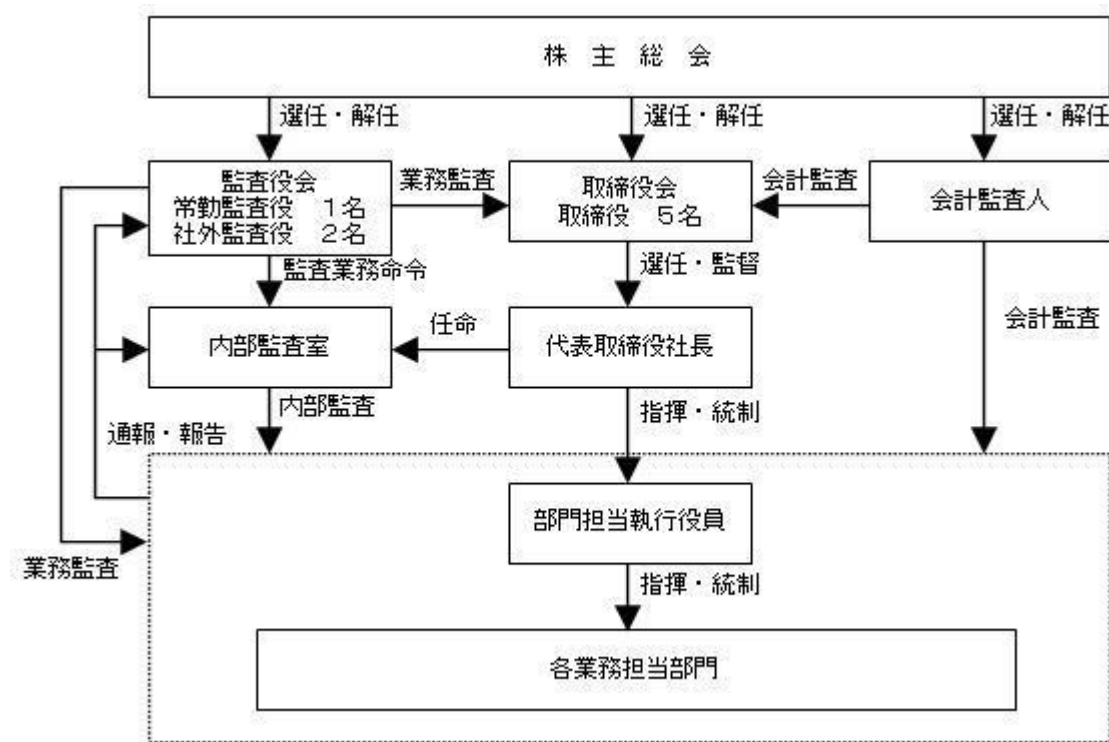 株 主 総 会
選任・解任
選任・解任
選任・解任
監査役会
常勤監査役 1名
社外監査役 2名
業務監査
取締役会
取締役 5名
会計監査
会計監査人
監査業務命令
選任・監督
会計監査
内部監査室
任命
代表取締役社長
内部監査
指揮・統制
通報・報告
部門担当執行役員
業務監査
指揮・統制
各業務担当部門